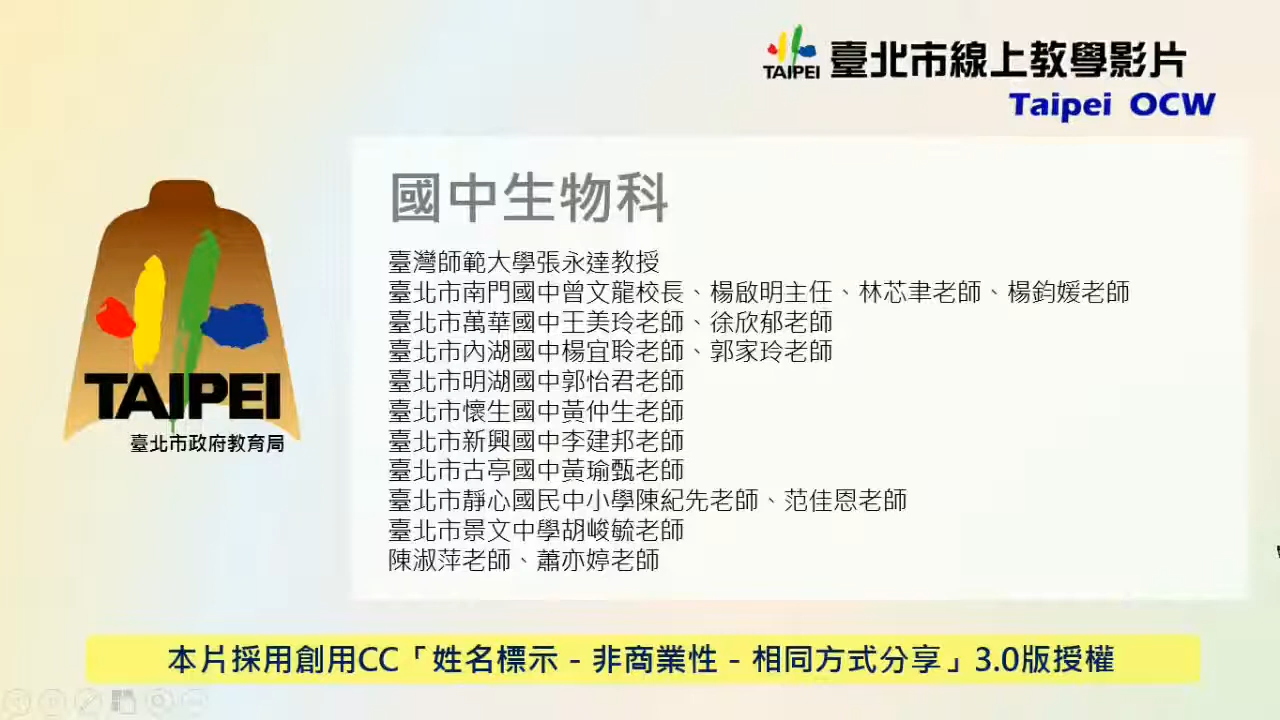 TAIPEI 臺北市線上教學影片
Taipei OCW
國中生物科
臺灣師範大學張永達教授
臺北市南門國中曾文龍校長、楊啟明主任、林芯聿老師、楊鈞媛老師
臺北市萬華國中王美玲老師、徐欣郁老師
臺北市內湖國中楊宜聆老師、郭家玲老師
臺北市明湖國中郭怡君老師
臺北市懷生國中黃仲生老師
臺北市新興國中李建邦老師
臺北市古亭國中黃瑜甄老師
臺北市靜心國民中小學陳紀先老師、范佳恩老師
臺北市景文中學胡峻毓老師
陳淑萍老師、蕭亦婷老師
TAIPEI
臺北市政府教育局
本片採用創用CC「姓名標示－非商業性－相同方式分享」3.0版授權